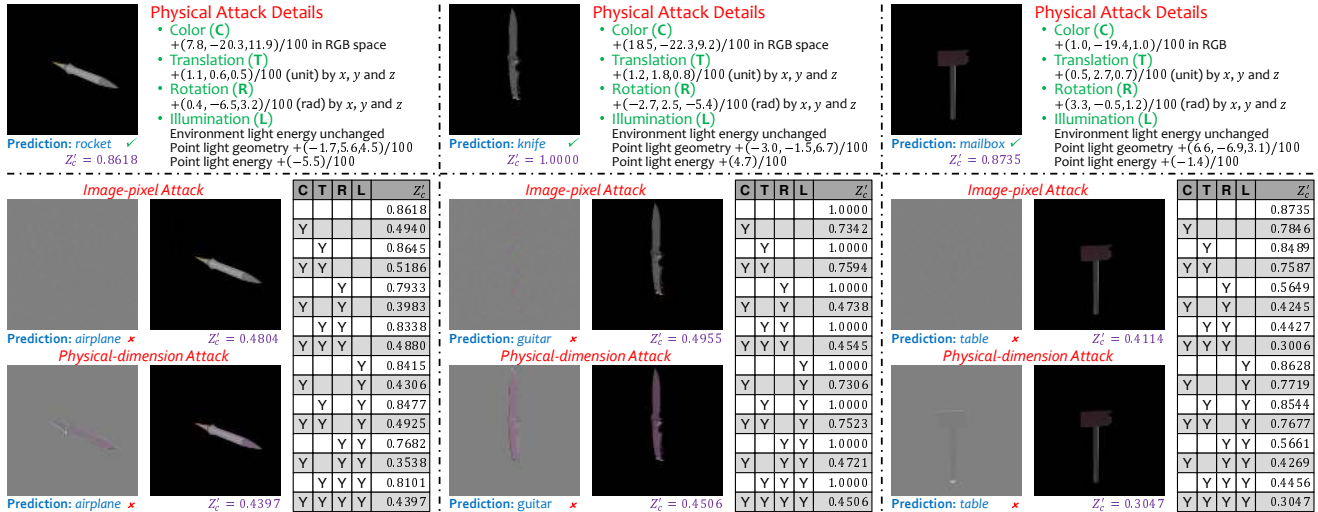 Physical Attack Details
• Color (C)
+(7.8, −20.3,11.9)/100 in RGB space
• Translation (T)
+(1.1, 0.6,0.5)/100 (unit) by x, y and z
• Rotation (R)
+(0.4, −6.5,3.2)/100 (rad) by x, y and z
• Illumination (L)
Environment light energy unchanged
Point light geometry +(−1.7,5.6,4.5)/100
Point light energy +(−5.5)/100
Prediction: rocket ✓
Z′c = 0.8618
Image-pixel Attack
Prediction: airplane ✘
Z′c = 0.4804
Physical-dimension Attack
Prediction: airplane ✘
Z′c = 0.4397
C T R L Z′c
0.8618
Y 0.4940
Y 0.8645
Y Y 0.5186
Y 0.7933
Y Y 0.3983
Y Y 0.8338
Y Y Y 0.4880
Y 0.8415
Y Y 0.4306
Y Y 0.8477
Y Y Y 0.4925
Y Y 0.7682
Y Y Y 0.3538
Y Y Y 0.8101
Y Y Y Y 0.4397
Physical Attack Details
• Color (C)
+(18.5, −22.3,9.2)/100 in RGB space
• Translation (T)
+(1.2, 1.8,0.8)/100 (unit) by x, y and z
• Rotation (R)
+(−2.7, 2.5, −5.4)/100 (rad) by x, y and z
• Illumination (L)
Environment light energy unchanged
Point light geometry +(−3.0, −1.5,6.7)/100
Point light energy +(4.7)/100
Prediction: knife ✓
Z′c = 1.0000
Image-pixel Attack
Prediction: guitar ✘
Z′c = 0.4955
Physical-dimension Attack
Prediction: guitar ✘
Z′c = 0.4506
C T R L Z′c
1.0000
Y 0.7342
Y 1.0000
Y Y 0.7594
Y 1.0000
Y Y 0.4738
Y Y 1.0000
Y Y Y 0.4545
Y 1.0000
Y Y 0.7306
Y Y 1.0000
Y Y Y 0.7523
Y Y 1.0000
Y Y Y 0.4721
Y Y Y 1.0000
Y Y Y Y 0.4506
Physical Attack Details
• Color (C)
+(1.0, −19.4,1.0)/100 in RGB
• Translation (T)
+(0.5, 2.7,0.7)/100 (unit) by x, y and z
• Rotation (R)
+(3.3, −0.5,1.2)/100 (rad) by x, y and z
• Illumination (L)
Environment light energy unchanged
Point light geometry +(6.6, −6.9,3.1)/100
Point light energy +(−1.4)/100
Prediction: mailbox ✓
Z′c = 0.8735
Image-pixel Attack
Prediction: table ✘
Z′c = 0.4114
Physical-dimension Attack
Prediction: table ✘
Z′c = 0.3047
C T R L Z′c
0.8735
Y 0.7846
Y 0.8489
Y Y 0.7587
Y 0.5649
Y Y 0.4245
Y Y 0.4427
Y Y Y 0.3006
Y 0.8628
Y Y 0.7719
Y Y 0.8544
Y Y Y 0.7677
Y Y 0.5661
Y Y Y 0.4269
Y Y Y 0.4456
Y Y Y Y 0.3047